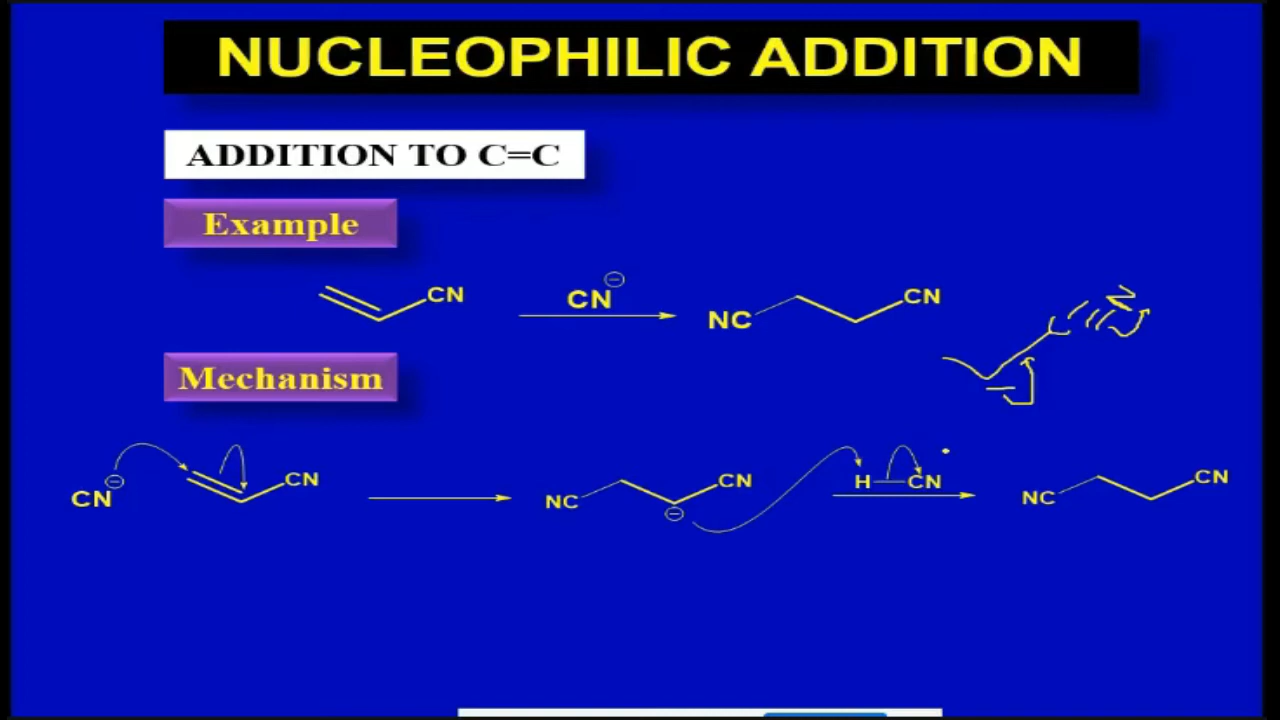 NUCLEOPHILIC ADDITION
ADDITION TO C=C
Example
CN CN⊖ NC CN
C≡N
Mechanism
CN⊖ CN NC ⊖ CN H—CN NC CN